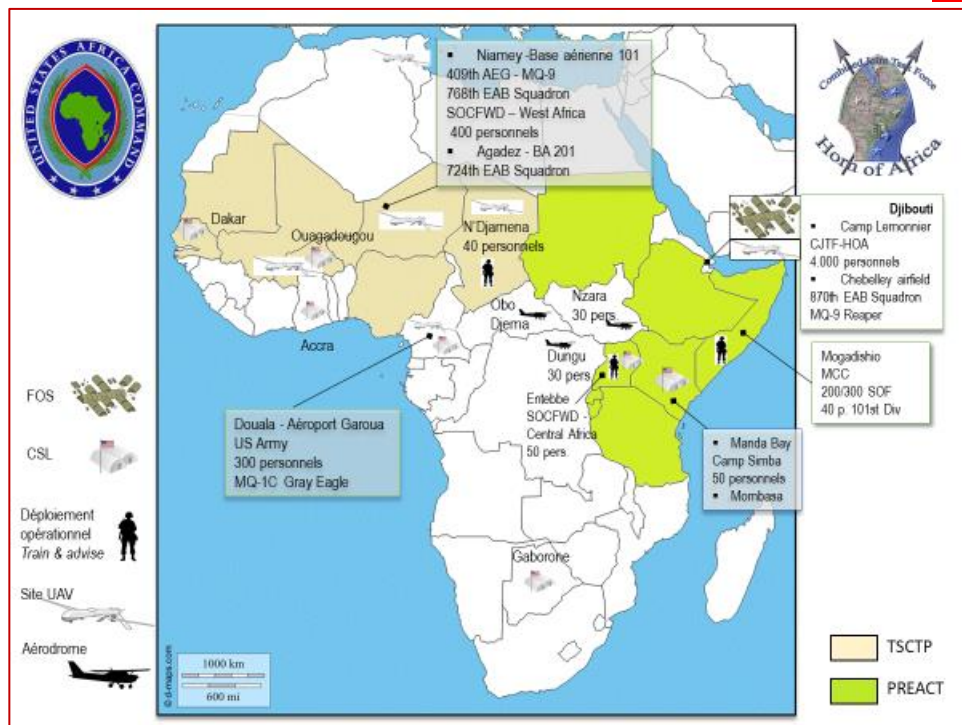 UNITED STATES AFRICA COMMAND
Combined Joint Task Force
Horn of Africa
▪ Niamey -Base aérienne 101
409th AEG - MQ-9
768th EAB Squadron
SOCFWD – West Africa
400 personnels
▪ Agadez - BA 201
724th EAB Squadron
Dakar
Ouagadougou
N'Djamena
40 personnels
Djibouti
▪ Camp Lemonnier
CJTF-HOA
4.000 personnels
▪ Chebelley airfield
870th EAB Squadron
MQ-9 Reaper
Obo
Djema
Nzara
30 pers.
Accra
Dungu
30 pers.
Mogadishio
MCC
200/300 SOF
40 p. 101st Div
Entebbe
SOCFWD -
Central Africa
50 pers.
Douala - Aéroport Garoua
US Army
300 personnels
MQ-1C Gray Eagle
▪ Manda Bay
Camp Simba
50 personnels
▪ Mombasa
Gaborone
FOS
CSL
Déploiement
opérationnel
Train & advise
Site UAV
Aérodrome
1000 km
600 mi
© d-maps.com
TSCTP
PREACT